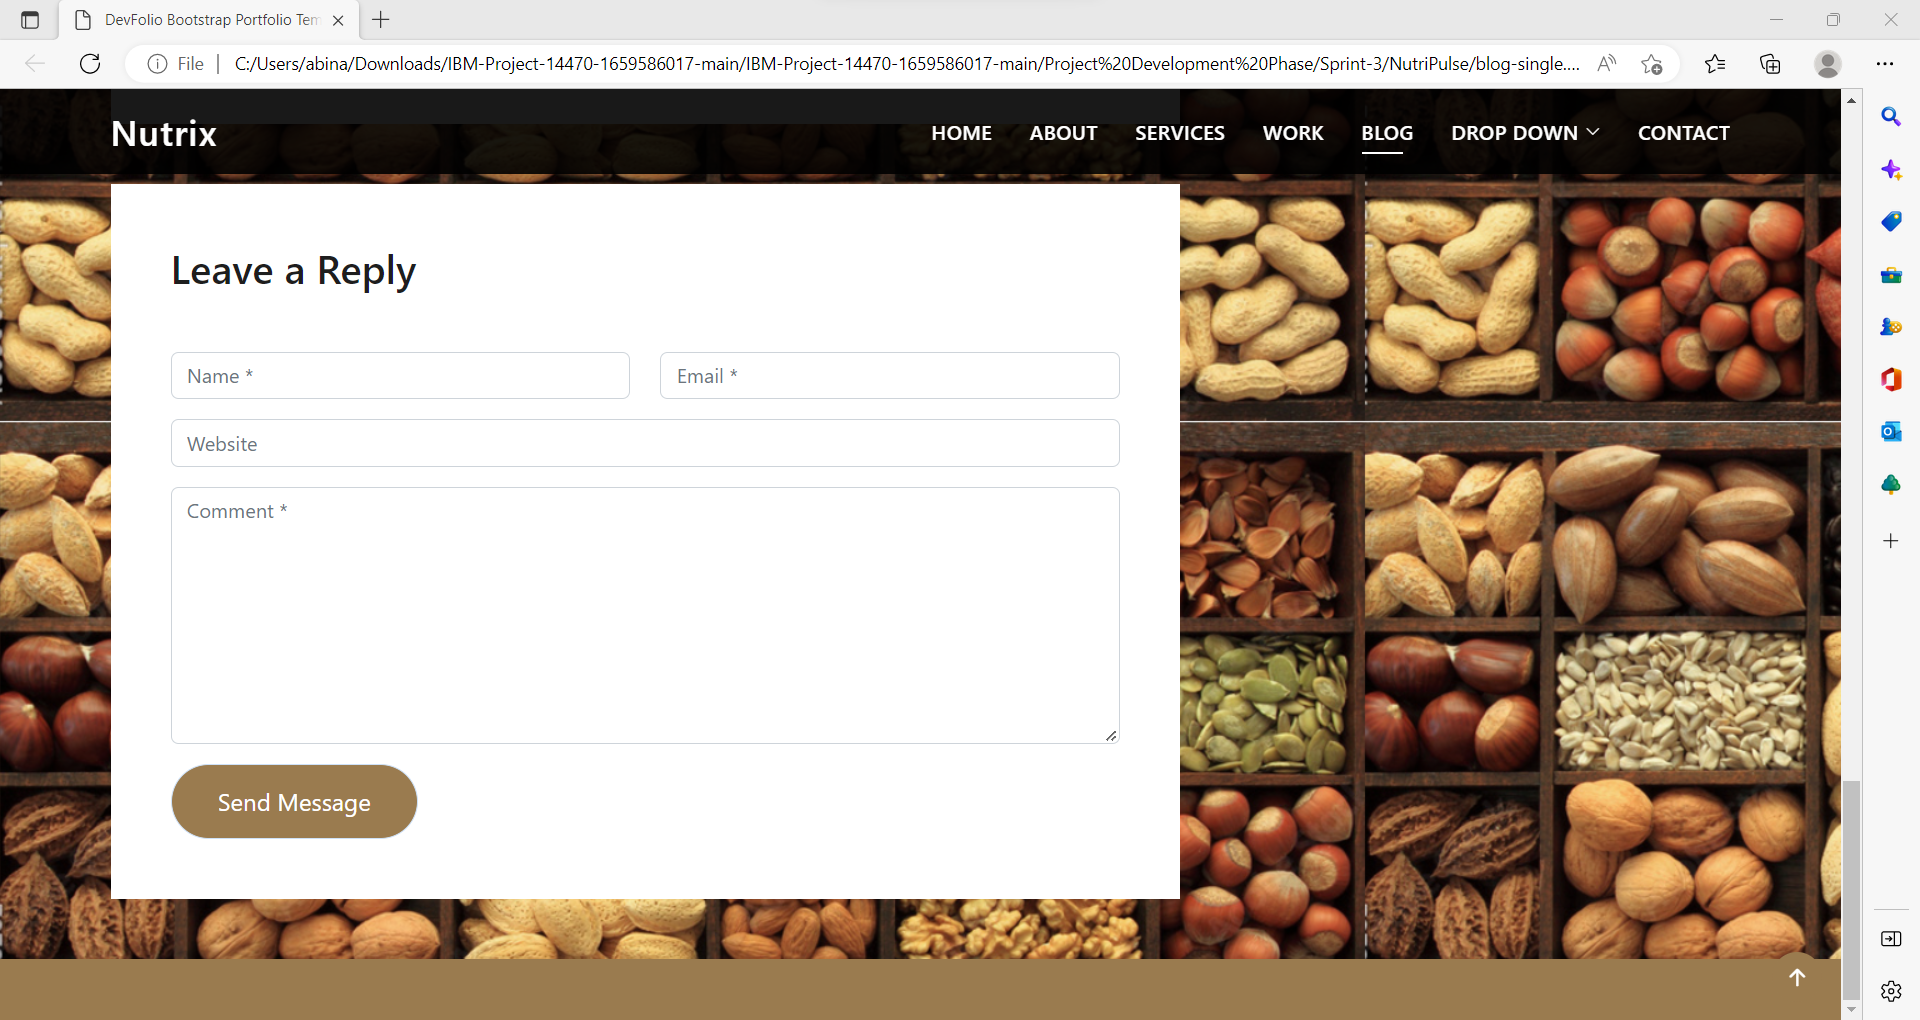 DevFolio Bootstrap Portfolio Tem
File
C:/Users/abina/Downloads/IBM-Project-14470-1659586017-main/IBM-Project-14470-1659586017-main/Project%20Development%20Phase/Sprint-3/NutriPulse/blog-single....
Nutrix
HOME ABOUT SERVICES WORK BLOG DROP DOWN CONTACT
Leave a Reply
Name * Email *
Website
Comment *
Send Message